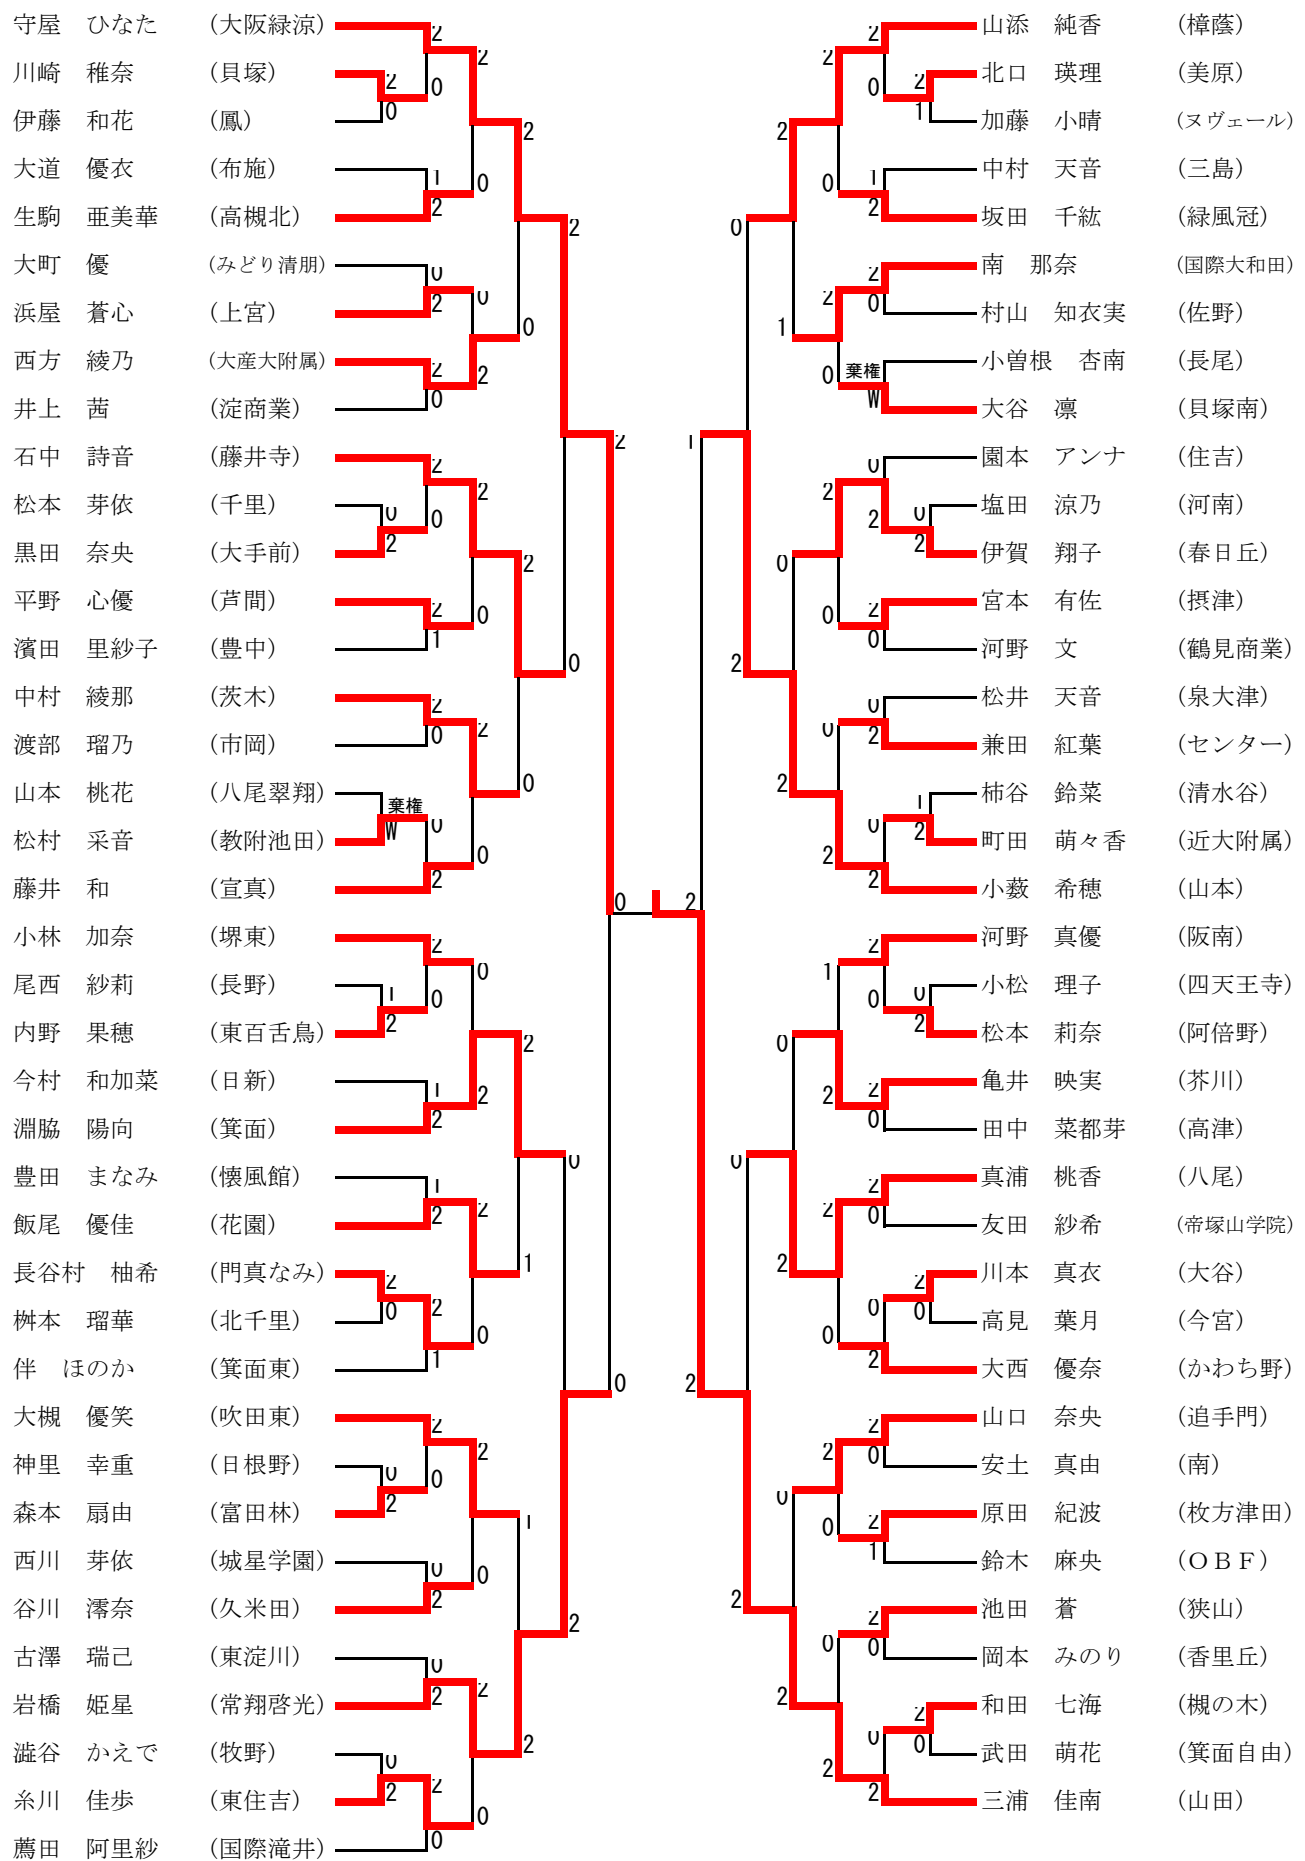 守屋　ひなた　(大阪緑涼)
川崎　稚奈　(貝塚)
伊藤　和花　(鳳)
大道　優衣　(布施)
生駒　亜美華　(高槻北)
大町　優　(みどり清朋)
浜屋　蒼心　(上宮)
西方　綾乃　(大産大附属)
井上　茜　(淀商業)
石中　詩音　(藤井寺)
松本　芽依　(千里)
黒田　奈央　(大手前)
平野　心優　(芦間)
濱田　里紗子　(豊中)
中村　綾那　(茨木)
渡部　瑠乃　(市岡)
山本　桃花　(八尾翠翔)
棄権
W
松村　采音　(教附池田)
藤井　和　(宣真)
小林　加奈　(堺東)
尾西　紗莉　(長野)
内野　果穂　(東百舌鳥)
今村　和加菜　(日新)
淵脇　陽向　(箕面)
豊田　まなみ　(懐風館)
飯尾　優佳　(花園)
長谷村　柚希　(門真なみ)
桝本　瑠華　(北千里)
伴　ほのか　(箕面東)
大槻　優笑　(吹田東)
神里　幸重　(日根野)
森本　扇由　(富田林)
西川　芽依　(城星学園)
谷川　澪奈　(久米田)
古澤　瑞己　(東淀川)
岩橋　姫星　(常翔啓光)
澁谷　かえで　(牧野)
糸川　佳歩　(東住吉)
薦田　阿里紗　(国際滝井)
山添　純香　(樟蔭)
北口　瑛理　(美原)
加藤　小晴　(ヌヴェール)
中村　天音　(三島)
坂田　千紘　(緑風冠)
南　那奈　(国際大和田)
村山　知衣実　(佐野)
小曽根　杏南　(長尾)
棄権
W
大谷　凛　(貝塚南)
園本　アンナ　(住吉)
塩田　涼乃　(河南)
伊賀　翔子　(春日丘)
宮本　有佐　(摂津)
河野　文　(鶴見商業)
松井　天音　(泉大津)
兼田　紅葉　(センター)
柿谷　鈴菜　(清水谷)
町田　萌々香　(近大附属)
小薮　希穂　(山本)
河野　真優　(阪南)
小松　理子　(四天王寺)
松本　莉奈　(阿倍野)
亀井　映実　(芥川)
田中　菜都芽　(高津)
真浦　桃香　(八尾)
友田　紗希　(帝塚山学院)
川本　真衣　(大谷)
高見　葉月　(今宮)
大西　優奈　(かわち野)
山口　奈央　(追手門)
安土　真由　(南)
原田　紀波　(枚方津田)
鈴木　麻央　(ＯＢＦ)
池田　蒼　(狭山)
岡本　みのり　(香里丘)
和田　七海　(槻の木)
武田　萌花　(箕面自由)
三浦　佳南　(山田)